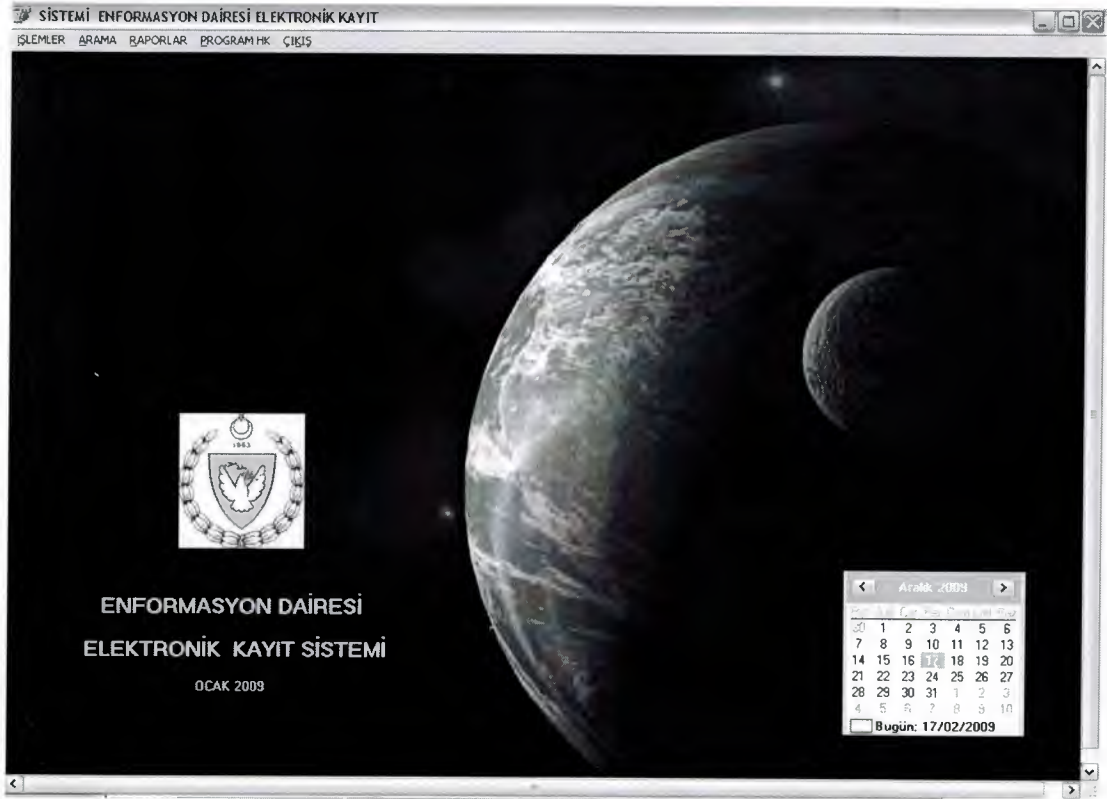 SİSTEMİ ENFORMASYON DAİRESİ ELEKTRONİK KAYIT
İŞLEMLER ARAMA RAPORLAR PROGRAM HK ÇIKIŞ
1983
ENFORMASYON DAİRESİ
ELEKTRONİK KAYIT SİSTEMİ
OCAK 2009
Aralık 2009
30 1 2 3 4 5 6
7 8 9 10 11 12 13
14 15 16 17 18 19 20
21 22 23 24 25 26 27
28 29 30 31 1 2 3
4 5 6 7 8 9 10
Bugün: 17/02/2009